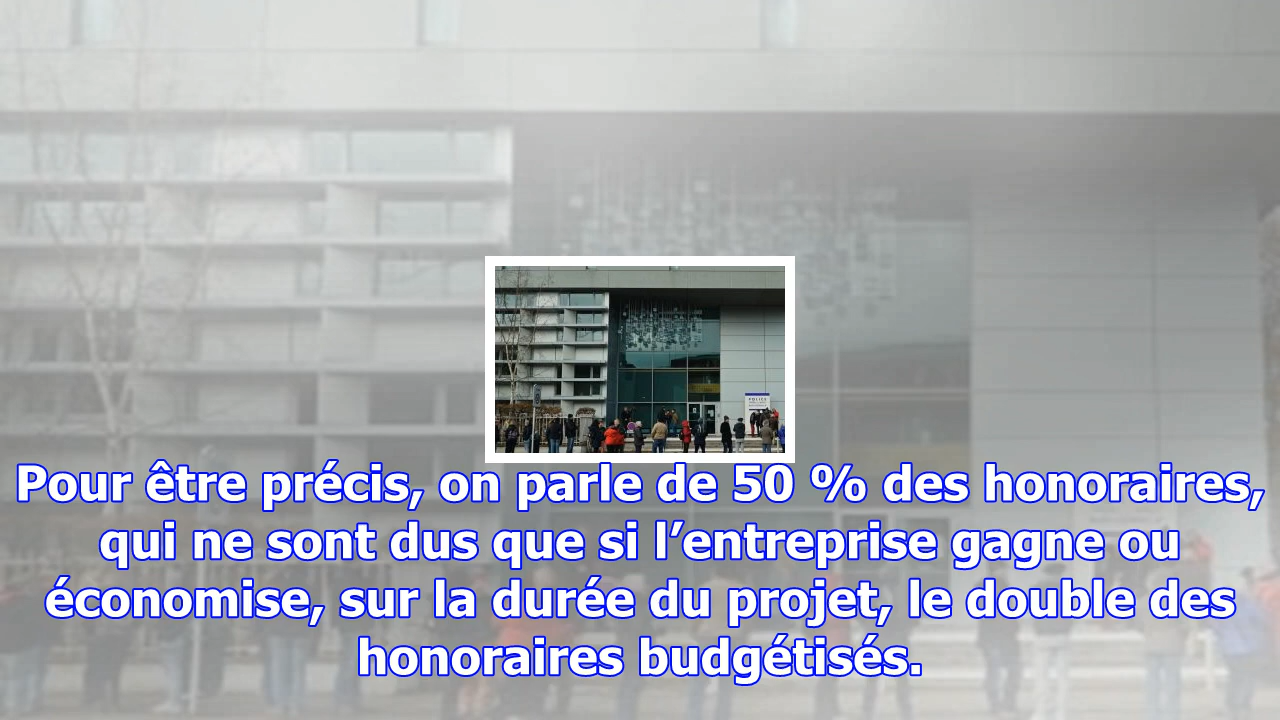 POLICE
Pour être précis, on parle de 50 % des honoraires,
qui ne sont dus que si l’entreprise gagne ou
économise, sur la durée du projet, le double des
honoraires budgétisés.